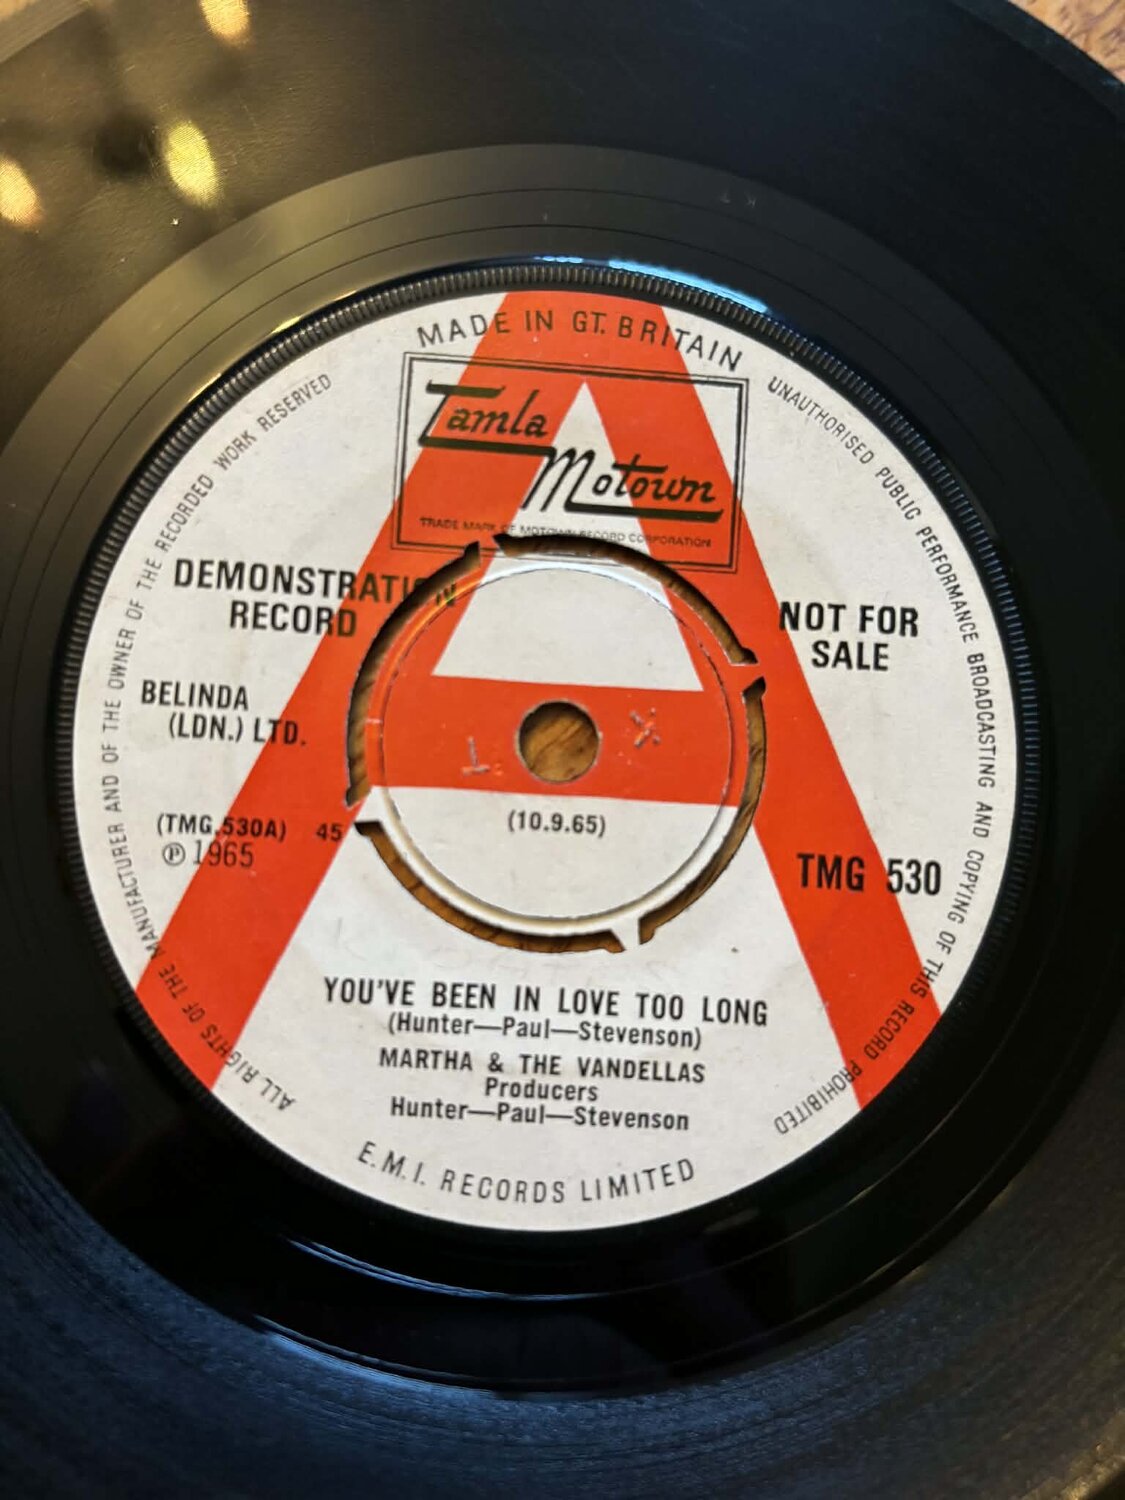 MADE IN GT. BRITAIN
Tamla
Motown
TRADE MARK OF MOTOWN RECORD CORPORATION
DEMONSTRATION
RECORD
NOT FOR
SALE
BELINDA
(LDN.) LTD.
(TMG.530A) 45
℗ 1965
(10.9.65)
TMG 530
YOU'VE BEEN IN LOVE TOO LONG
(Hunter—Paul—Stevenson)
MARTHA & THE VANDELLAS
Producers
Hunter—Paul—Stevenson
E.M.I. RECORDS LIMITED
ALL RIGHTS OF THE MANUFACTURER AND OF THE OWNER OF THE RECORDED WORK RESERVED
UNAUTHORISED PUBLIC PERFORMANCE BROADCASTING AND COPYING OF THIS RECORD PROHIBITED